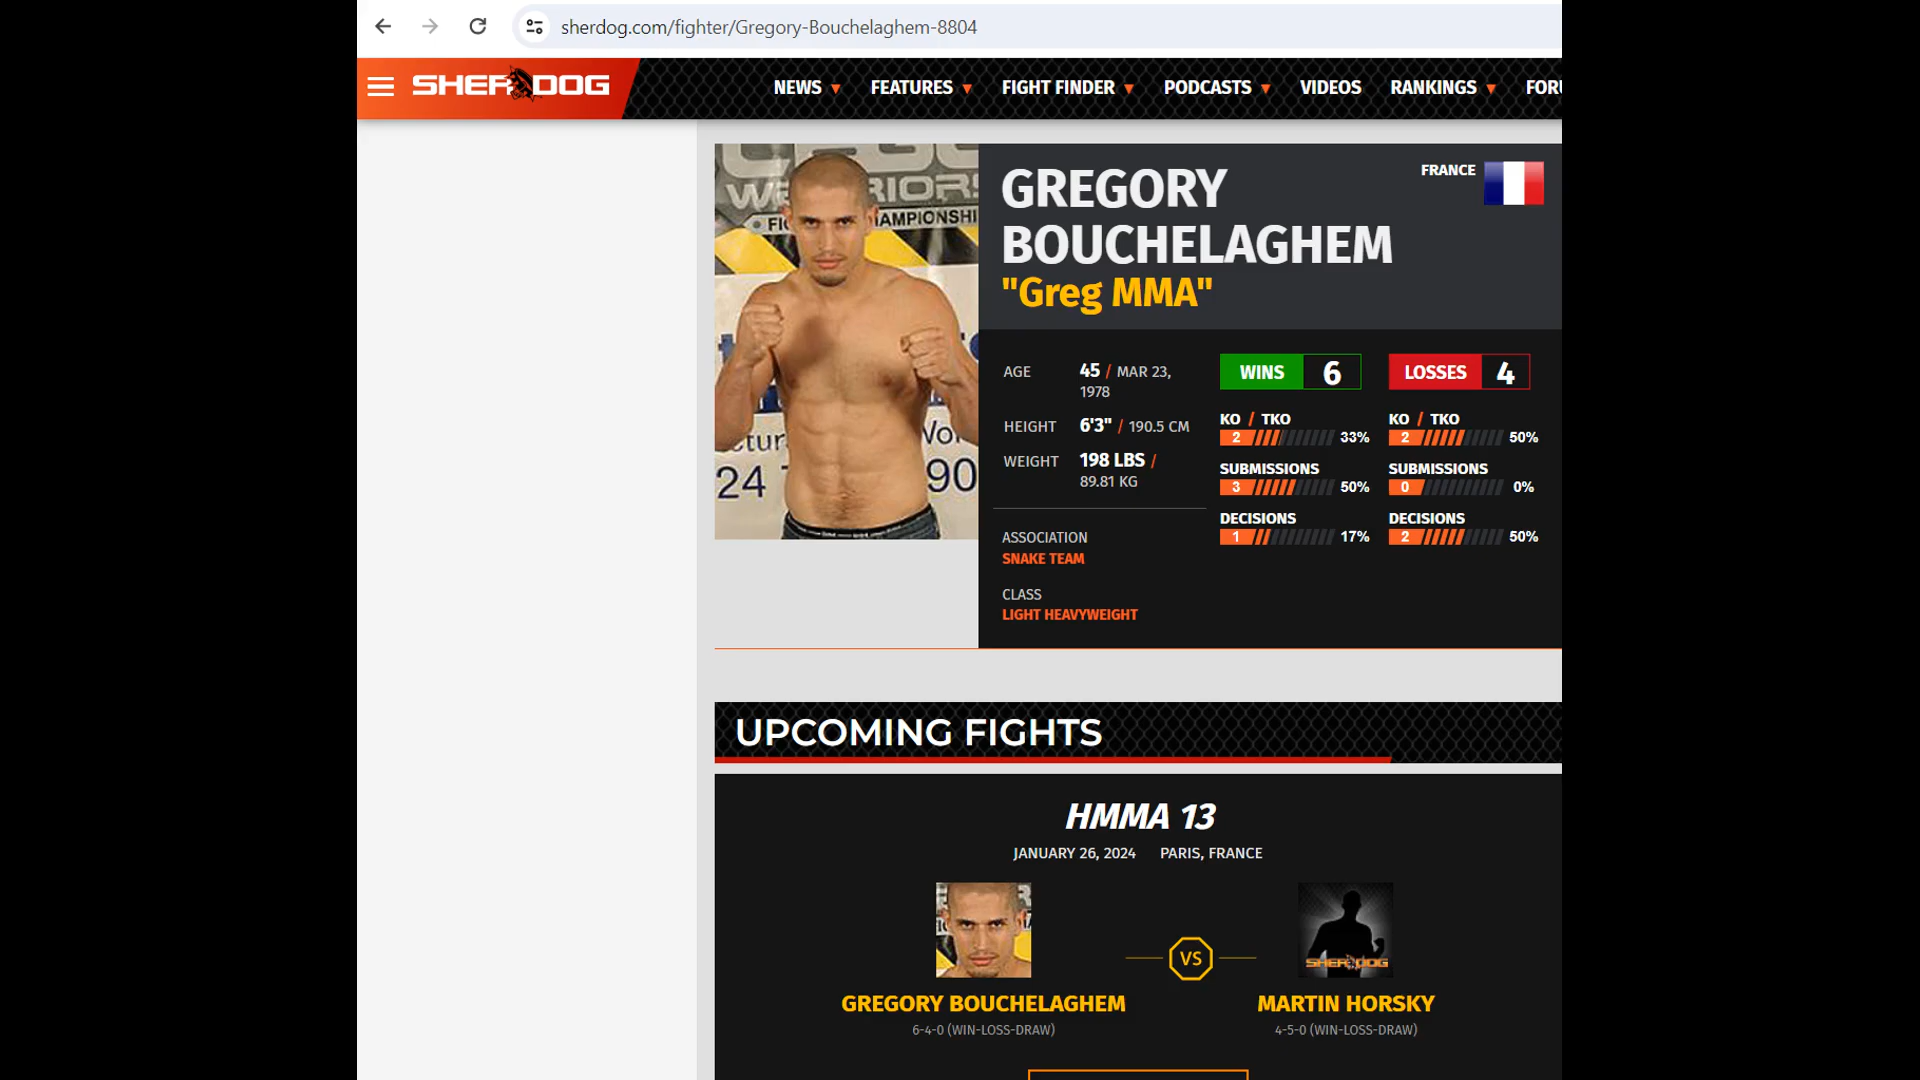 sherdog.com/fighter/Gregory-Bouchelaghem-8804
SHERDOG
NEWS FEATURES FIGHT FINDER PODCASTS VIDEOS RANKINGS
WARRIORS
GREGORY
BOUCHELAGHEM
"Greg MMA"
FRANCE
AGE 45 / MAR 23,
1978
HEIGHT 6'3" / 190.5 CM
WEIGHT 198 LBS /
89.81 KG
ASSOCIATION
SNAKE TEAM
CLASS
LIGHT HEAVYWEIGHT
WINS 6
KO / TKO
2 33%
SUBMISSIONS
3 50%
DECISIONS
1 17%
LOSSES 4
KO / TKO
2 50%
SUBMISSIONS
0 0%
DECISIONS
2 50%
24
90
UPCOMING FIGHTS
HMMA 13
JANUARY 26, 2024 PARIS, FRANCE
VS
SHERDOG
GREGORY BOUCHELAGHEM
6-4-0 (WIN-LOSS-DRAW)
MARTIN HORSKY
4-5-0 (WIN-LOSS-DRAW)